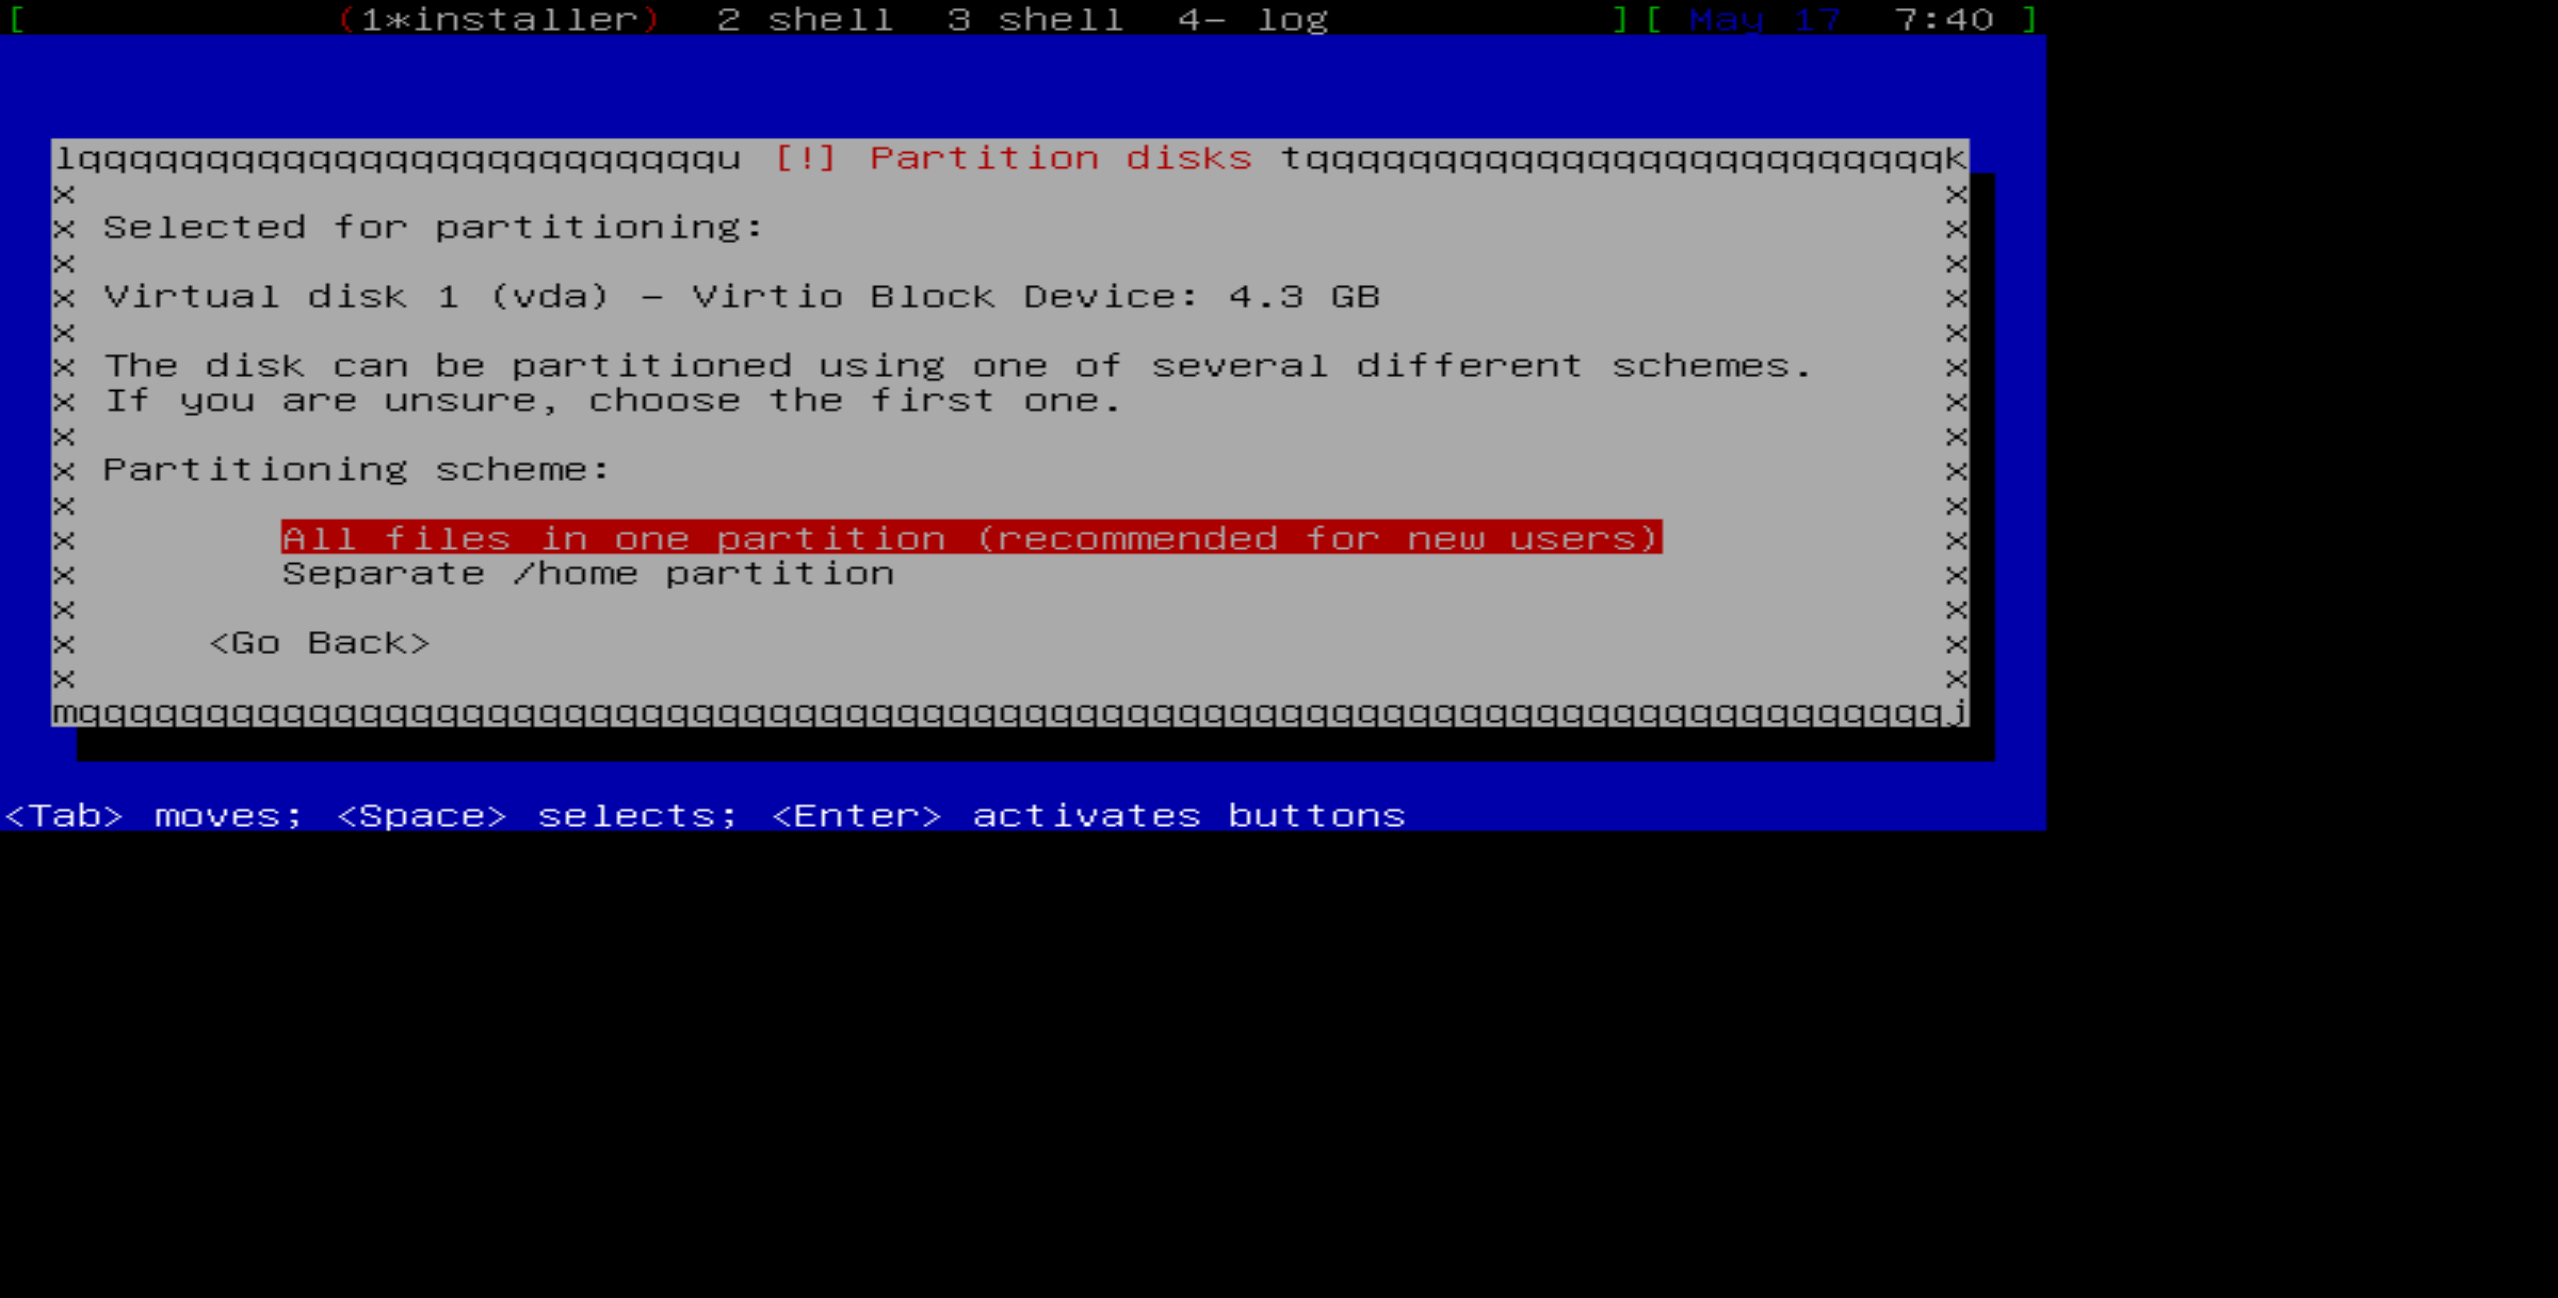 [ (1*installer) 2 shell 3 shell 4- log ][ May 17 7:40 ]
lqqqqqqqqqqqqqqqqqqqqqqqqqqu [!] Partition disks tqqqqqqqqqqqqqqqqqqqqqqqqqqk
x x
x Selected for partitioning: x
x x
x Virtual disk 1 (vda) - Virtio Block Device: 4.3 GB x
x x
x The disk can be partitioned using one of several different schemes. x
x If you are unsure, choose the first one. x
x x
x Partitioning scheme: x
x x
x All files in one partition (recommended for new users) x
x Separate /home partition x
x x
x <Go Back> x
x x
mqqqqqqqqqqqqqqqqqqqqqqqqqqqqqqqqqqqqqqqqqqqqqqqqqqqqqqqqqqqqqqqqqqqqqqqqqj
<Tab> moves; <Space> selects; <Enter> activates buttons